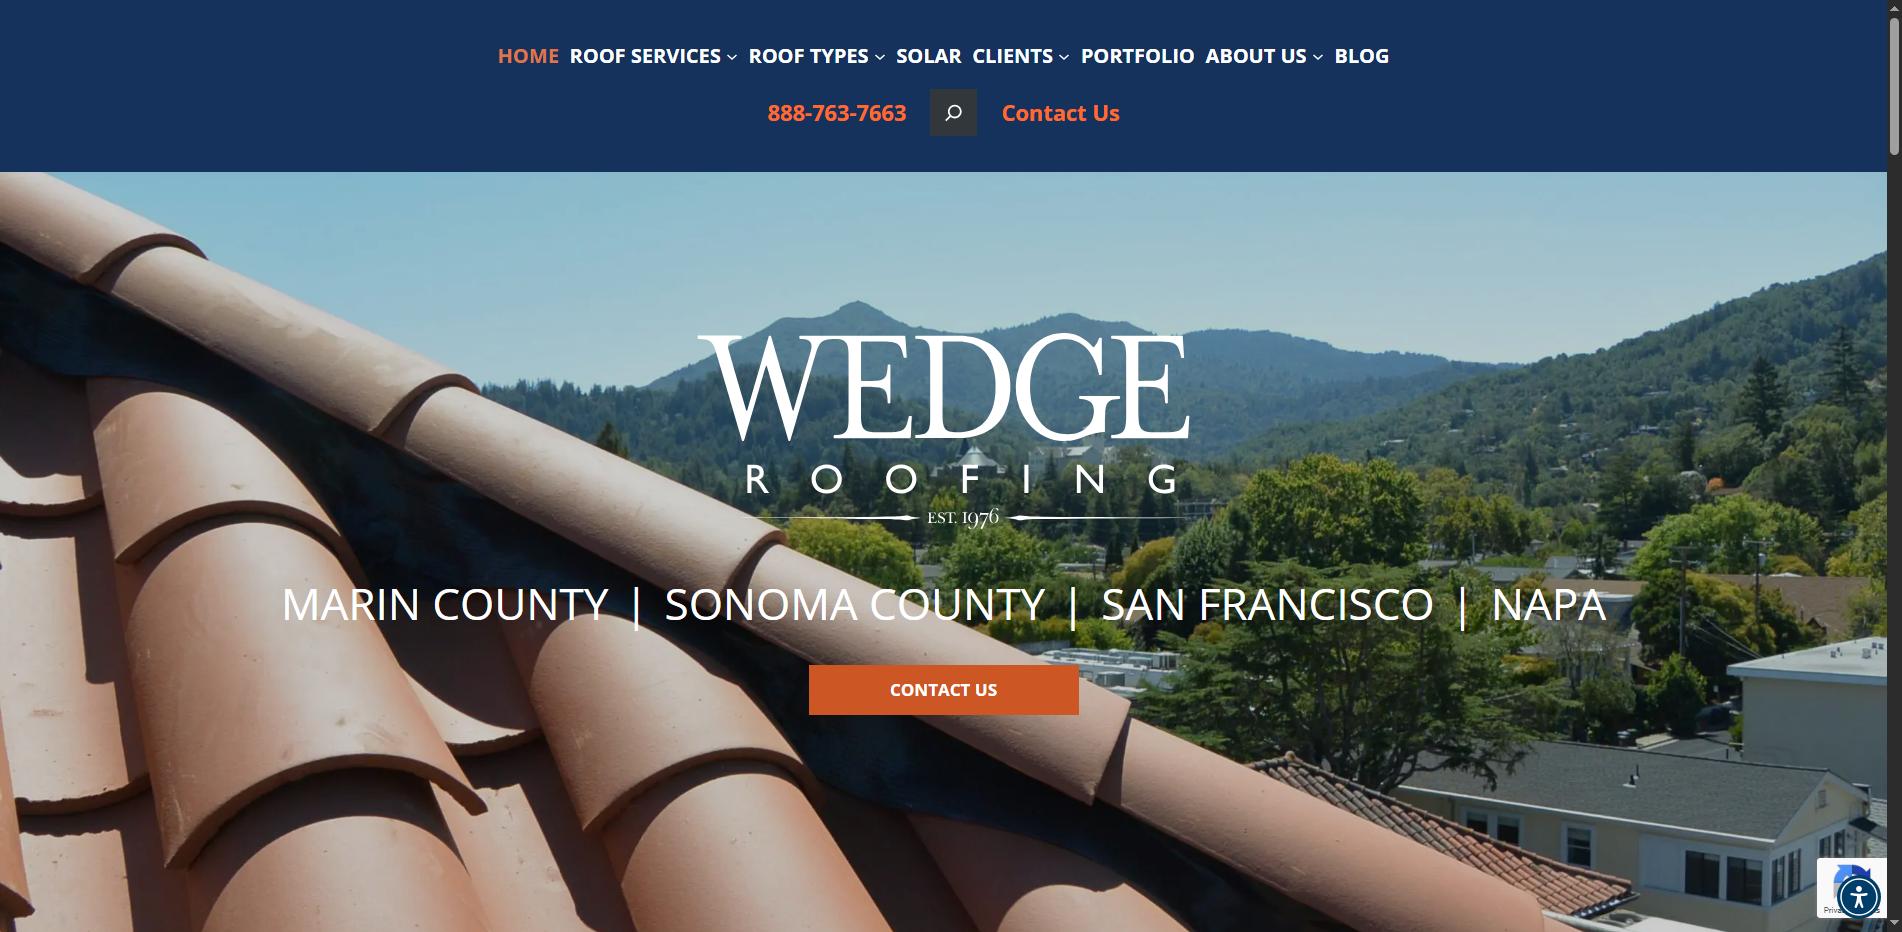 HOME ROOF SERVICES ROOF TYPES SOLAR CLIENTS PORTFOLIO ABOUT US BLOG
888-763-7663 Contact Us
WEDGE
ROOFING
EST. 1976
MARIN COUNTY | SONOMA COUNTY | SAN FRANCISCO | NAPA
CONTACT US